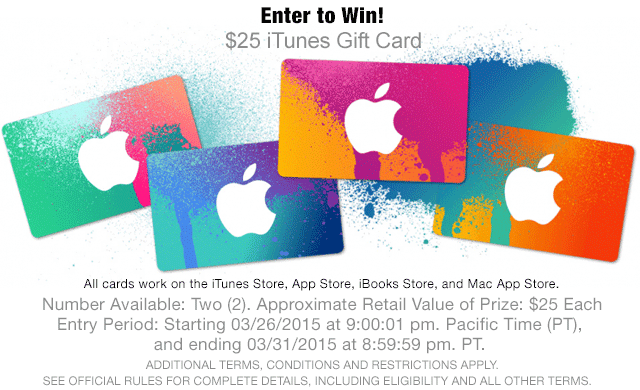 Enter to Win!
$25 iTunes Gift Card
All cards work on the iTunes Store, App Store, iBooks Store, and Mac App Store.
Number Available: Two (2). Approximate Retail Value of Prize: $25 Each
Entry Period: Starting 03/26/2015 at 9:00:01 pm. Pacific Time (PT),
and ending 03/31/2015 at 8:59:59 pm. PT.
ADDITIONAL TERMS, CONDITIONS AND RESTRICTIONS APPLY.
SEE OFFICIAL RULES FOR COMPLETE DETAILS, INCLUDING ELIGIBILITY AND ALL OTHER TERMS.